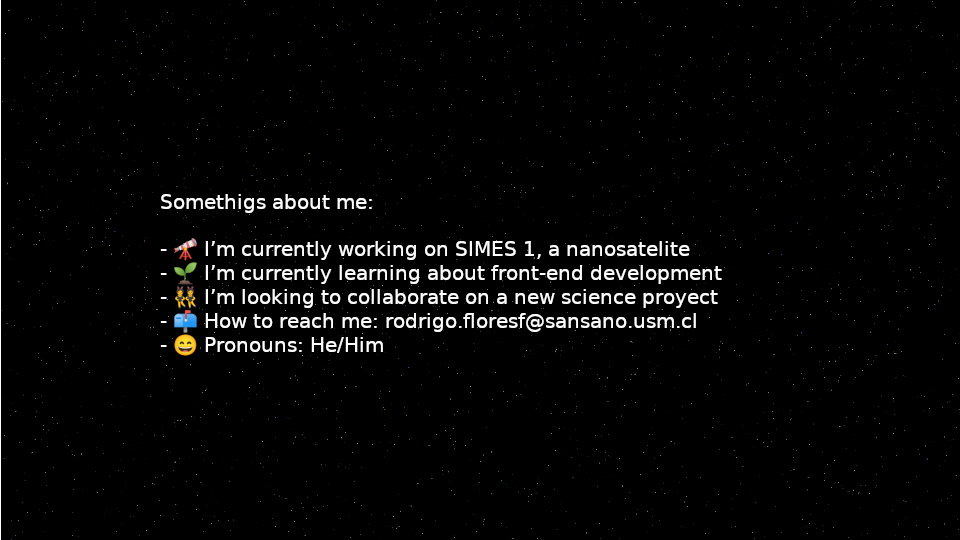 Somethigs about me:
- 🔭 I’m currently working on SIMES 1, a nanosatelite
- 🌱 I’m currently learning about front-end development
- 👯 I’m looking to collaborate on a new science proyect
- 📫 How to reach me: rodrigo.floresf@sansano.usm.cl
- 😄 Pronouns: He/Him